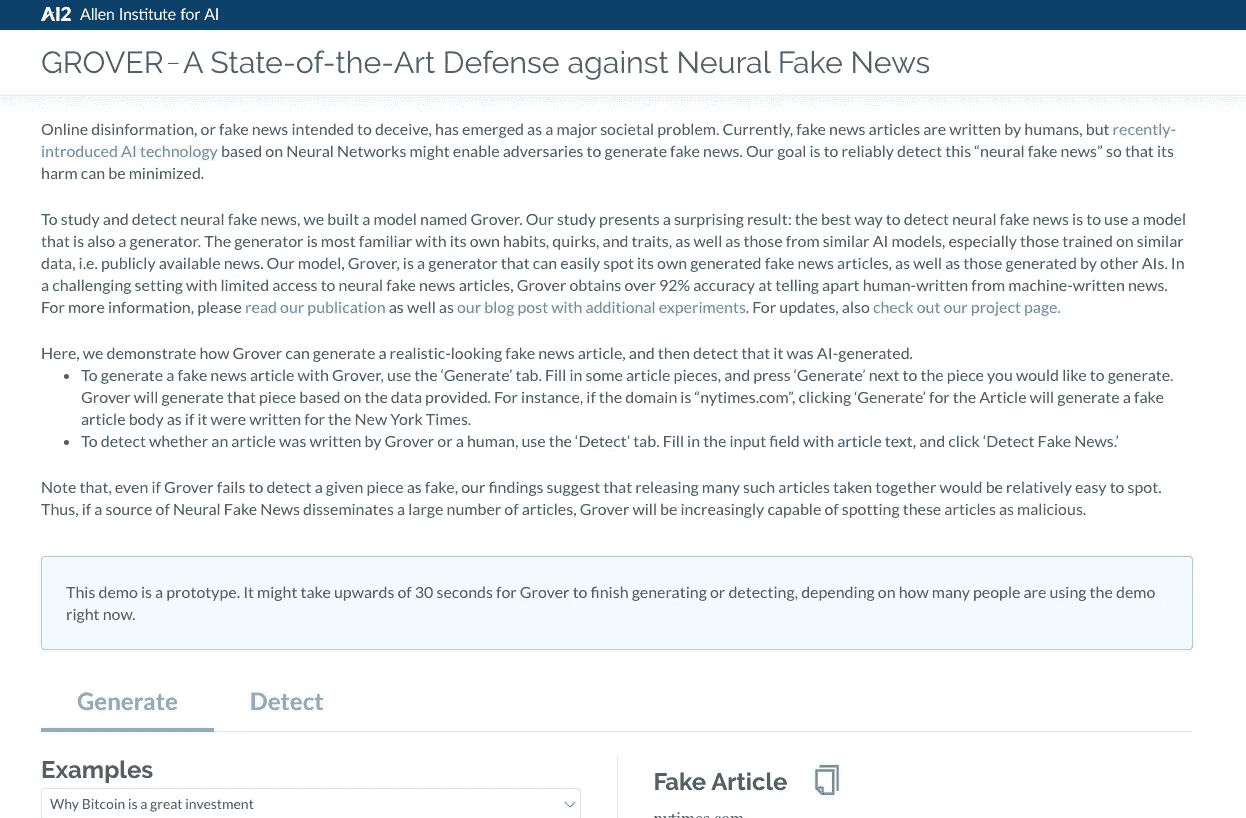 AI2 Allen Institute for AI
GROVER - A State-of-the-Art Defense against Neural Fake News
Online disinformation, or fake news intended to deceive, has emerged as a major societal problem. Currently, fake news articles are written by humans, but recently-
introduced AI technology based on Neural Networks might enable adversaries to generate fake news. Our goal is to reliably detect this “neural fake news” so that its
harm can be minimized.
To study and detect neural fake news, we built a model named Grover. Our study presents a surprising result: the best way to detect neural fake news is to use a model
that is also a generator. The generator is most familiar with its own habits, quirks, and traits, as well as those from similar AI models, especially those trained on similar
data, i.e. publicly available news. Our model, Grover, is a generator that can easily spot its own generated fake news articles, as well as those generated by other AIs. In
a challenging setting with limited access to neural fake news articles, Grover obtains over 92% accuracy at telling apart human-written from machine-written news.
For more information, please read our publication as well as our blog post with additional experiments. For updates, also check out our project page.
Here, we demonstrate how Grover can generate a realistic-looking fake news article, and then detect that it was AI-generated.
• To generate a fake news article with Grover, use the ‘Generate’ tab. Fill in some article pieces, and press ‘Generate’ next to the piece you would like to generate.
Grover will generate that piece based on the data provided. For instance, if the domain is “nytimes.com”, clicking ‘Generate’ for the Article will generate a fake
article body as if it were written for the New York Times.
• To detect whether an article was written by Grover or a human, use the ‘Detect’ tab. Fill in the input field with article text, and click ‘Detect Fake News.’
Note that, even if Grover fails to detect a given piece as fake, our findings suggest that releasing many such articles taken together would be relatively easy to spot.
Thus, if a source of Neural Fake News disseminates a large number of articles, Grover will be increasingly capable of spotting these articles as malicious.
This demo is a prototype. It might take upwards of 30 seconds for Grover to finish generating or detecting, depending on how many people are using the demo
right now.
Generate Detect
Examples
Why Bitcoin is a great investment
Fake Article
nytimes.com